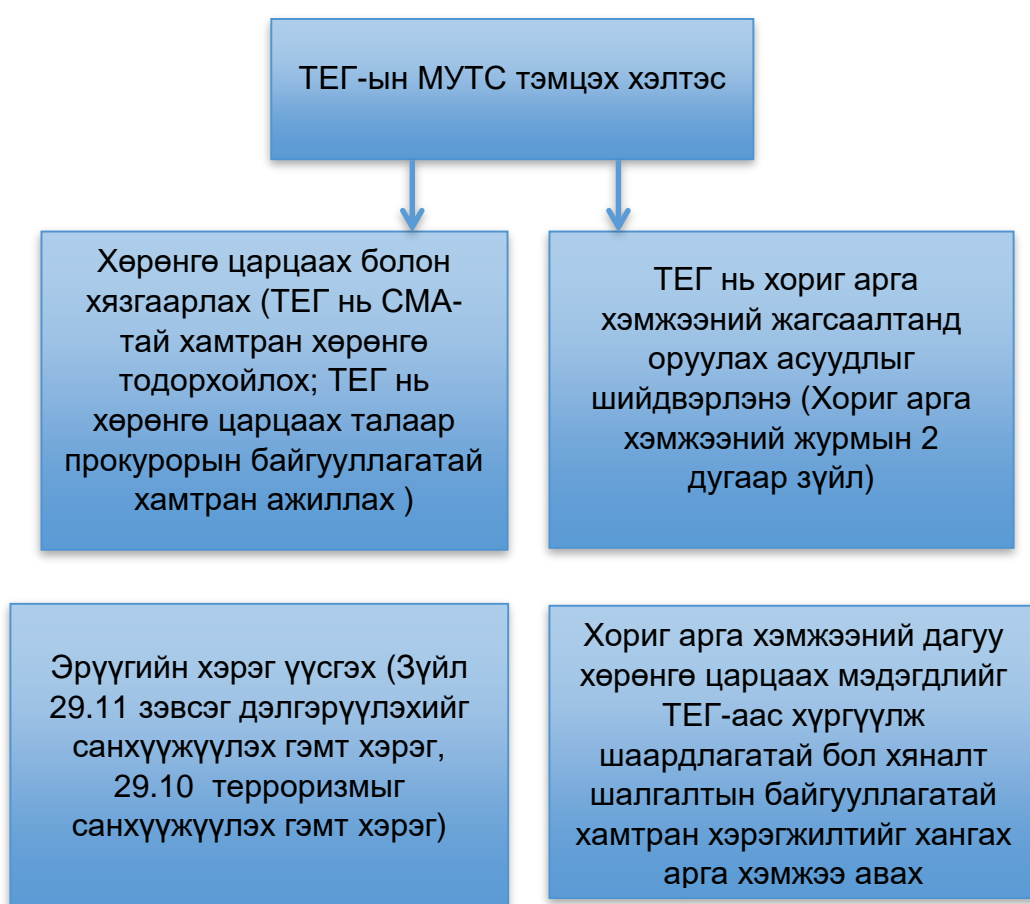 ТЕГ-ын МУТС тэмцэх хэлтэс
Хөрөнгө царцаах болон
хязгаарлах (ТЕГ нь СМА-
тай хамтран хөрөнгө
тодорхойлох; ТЕГ нь
хөрөнгө царцаах талаар
прокурорын байгууллагатай
хамтран ажиллах )
ТЕГ нь хориг арга
хэмжээний жагсаалтанд
оруулах асуудлыг
шийдвэрлэнэ (Хориг арга
хэмжээний журмын 2
дугаар зүйл)
Эрүүгийн хэрэг үүсгэх (Зүйл
29.11 зэвсэг дэлгэрүүлэхийг
санхүүжүүлэх гэмт хэрэг,
29.10 терроризмыг
санхүүжүүлэх гэмт хэрэг)
Хориг арга хэмжээний дагуу
хөрөнгө царцаах мэдэгдлийг
ТЕГ-аас хүргүүлж
шаардлагатай бол хяналт
шалгалтын байгууллагатай
хамтран хэрэгжилтийг хангах
арга хэмжээ авах